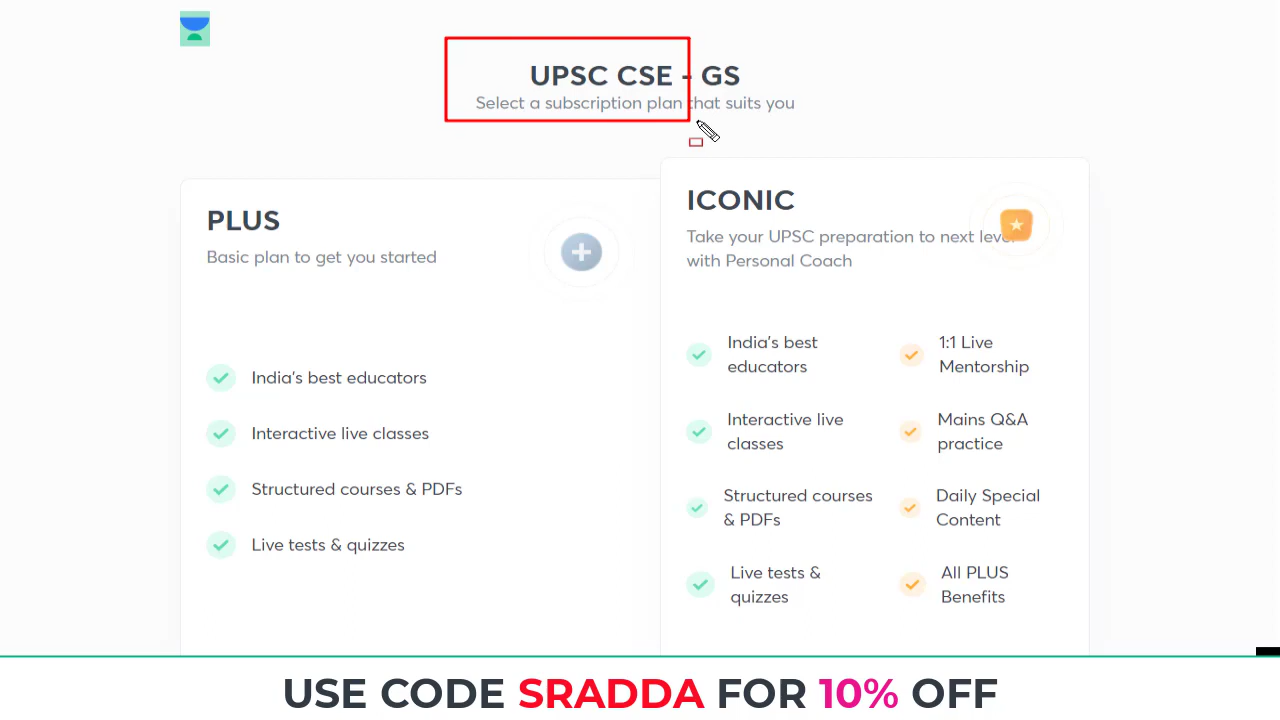 UPSC CSE - GS
Select a subscription plan that suits you
PLUS
Basic plan to get you started
India's best educators
Interactive live classes
Structured courses & PDFs
Live tests & quizzes
ICONIC
Take your UPSC preparation to next level
with Personal Coach
India's best
educators
Interactive live
classes
Structured courses
& PDFs
Live tests &
quizzes
1:1 Live
Mentorship
Mains Q&A
practice
Daily Special
Content
All PLUS
Benefits
USE CODE SRADDA FOR 10% OFF